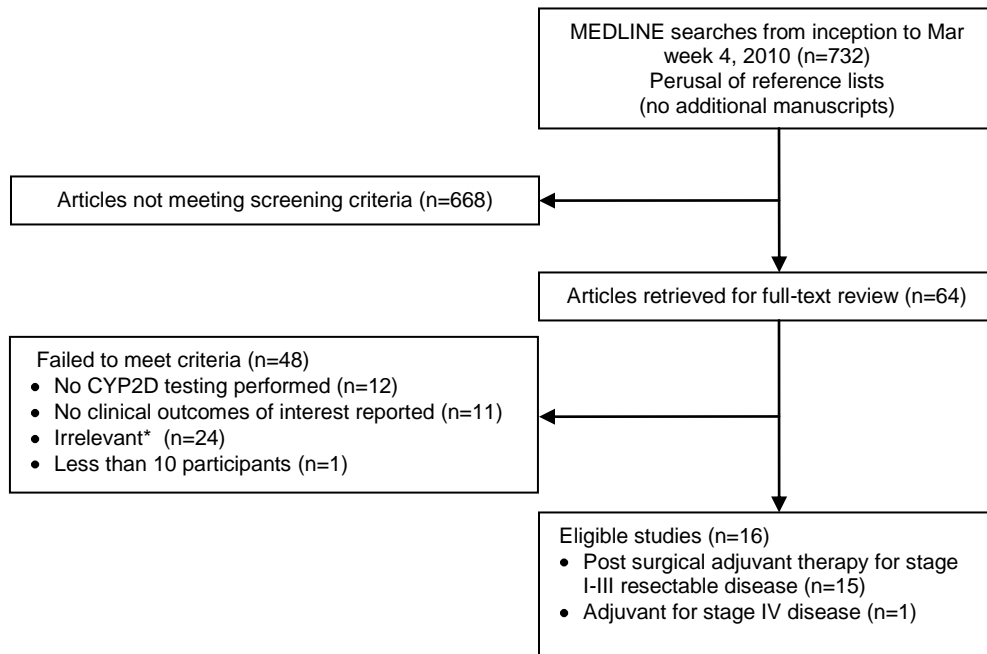 MEDLINE searches from inception to Mar
week 4, 2010 (n=732)
Perusal of reference lists
(no additional manuscripts)
Articles not meeting screening criteria (n=668)
Articles retrieved for full-text review (n=64)
Failed to meet criteria (n=48)
• No CYP2D testing performed (n=12)
• No clinical outcomes of interest reported (n=11)
• Irrelevant* (n=24)
• Less than 10 participants (n=1)
Eligible studies (n=16)
• Post surgical adjuvant therapy for stage
I-III resectable disease (n=15)
• Adjuvant for stage IV disease (n=1)